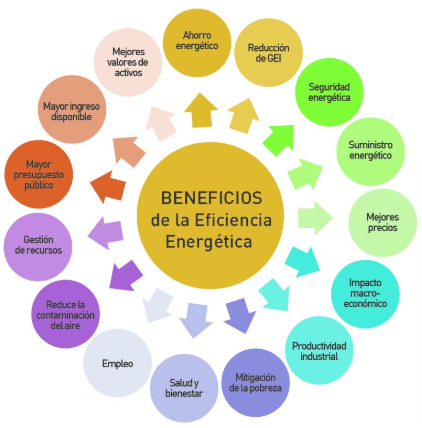 BENEFICIOS
de la Eficiencia
Energética
Ahorro
energético
Reducción
de GEI
Seguridad
energética
Suministro
energético
Mejores
precios
Impacto
macro-
económico
Productividad
industrial
Mitigación
de la pobreza
Salud y
bienestar
Empleo
Reduce la
contaminación
del aire
Gestión
de recursos
Mayor
presupuesto
público
Mayor ingreso
disponible
Mejores
valores de
activos